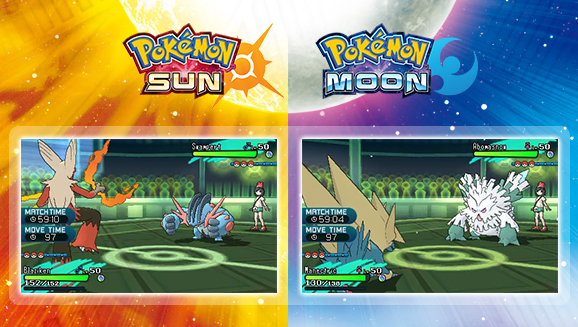 POKÉMON
SUN
POKÉMON
MOON
Swampert 50
MATCH TIME
59:10
MOVE TIME
97
Blaziken 50
152/152
Abomasnow 50
MATCH TIME
59:04
MOVE TIME
97
Manectric 50
130/136